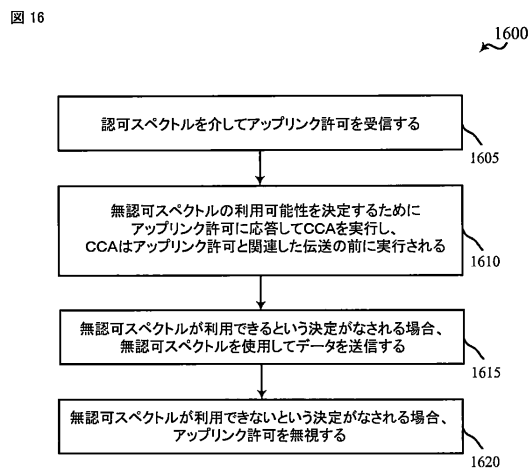 図 16
1600
認可スペクトルを介してアップリンク許可を受信する
1605
無認可スペクトルの利用可能性を決定するために
アップリンク許可に応答してCCAを実行し、
CCAはアップリンク許可と関連した伝送の前に実行される
1610
無認可スペクトルが利用できるという決定がなされる場合、
無認可スペクトルを使用してデータを送信する
1615
無認可スペクトルが利用できないという決定がなされる場合、
アップリンク許可を無視する
1620